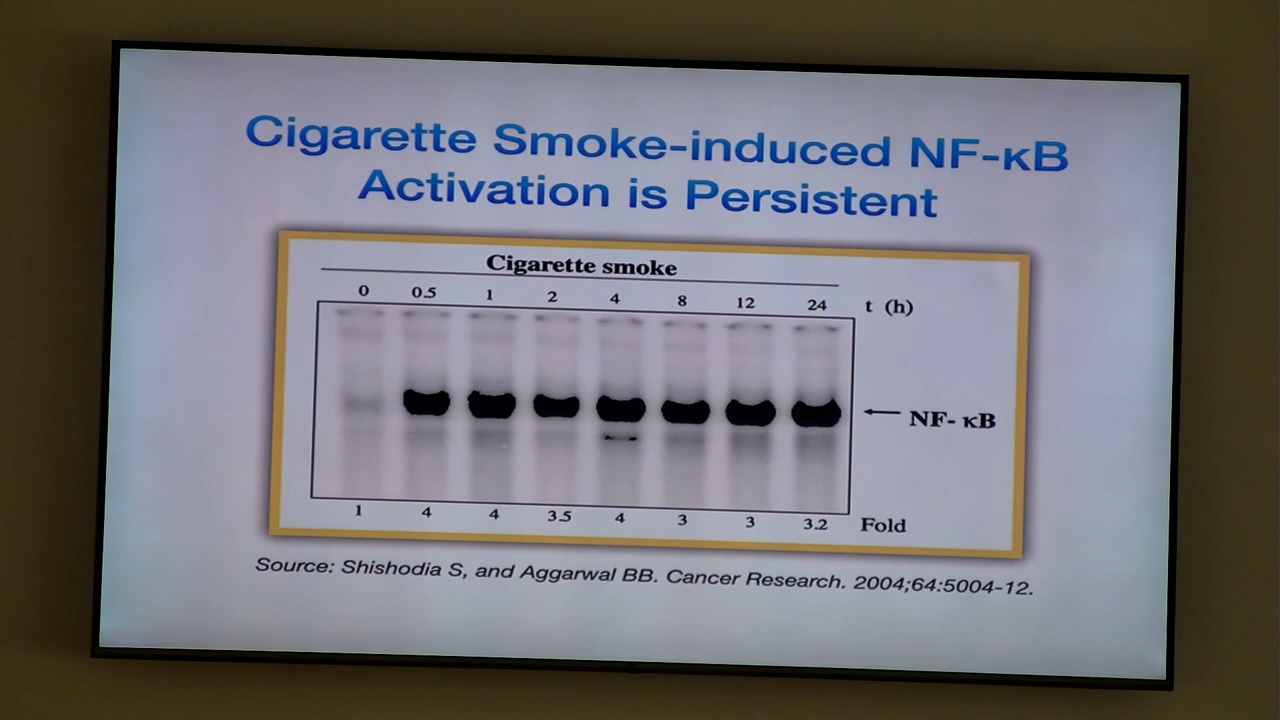 Cigarette Smoke-induced NF-κB
Activation is Persistent
Cigarette smoke
0 0.5 1 2 4 8 12 24 t (h)
← NF- κB
1 4 4 3.5 4 3 3 3.2 Fold
Source: Shishodia S, and Aggarwal BB. Cancer Research. 2004;64:5004-12.